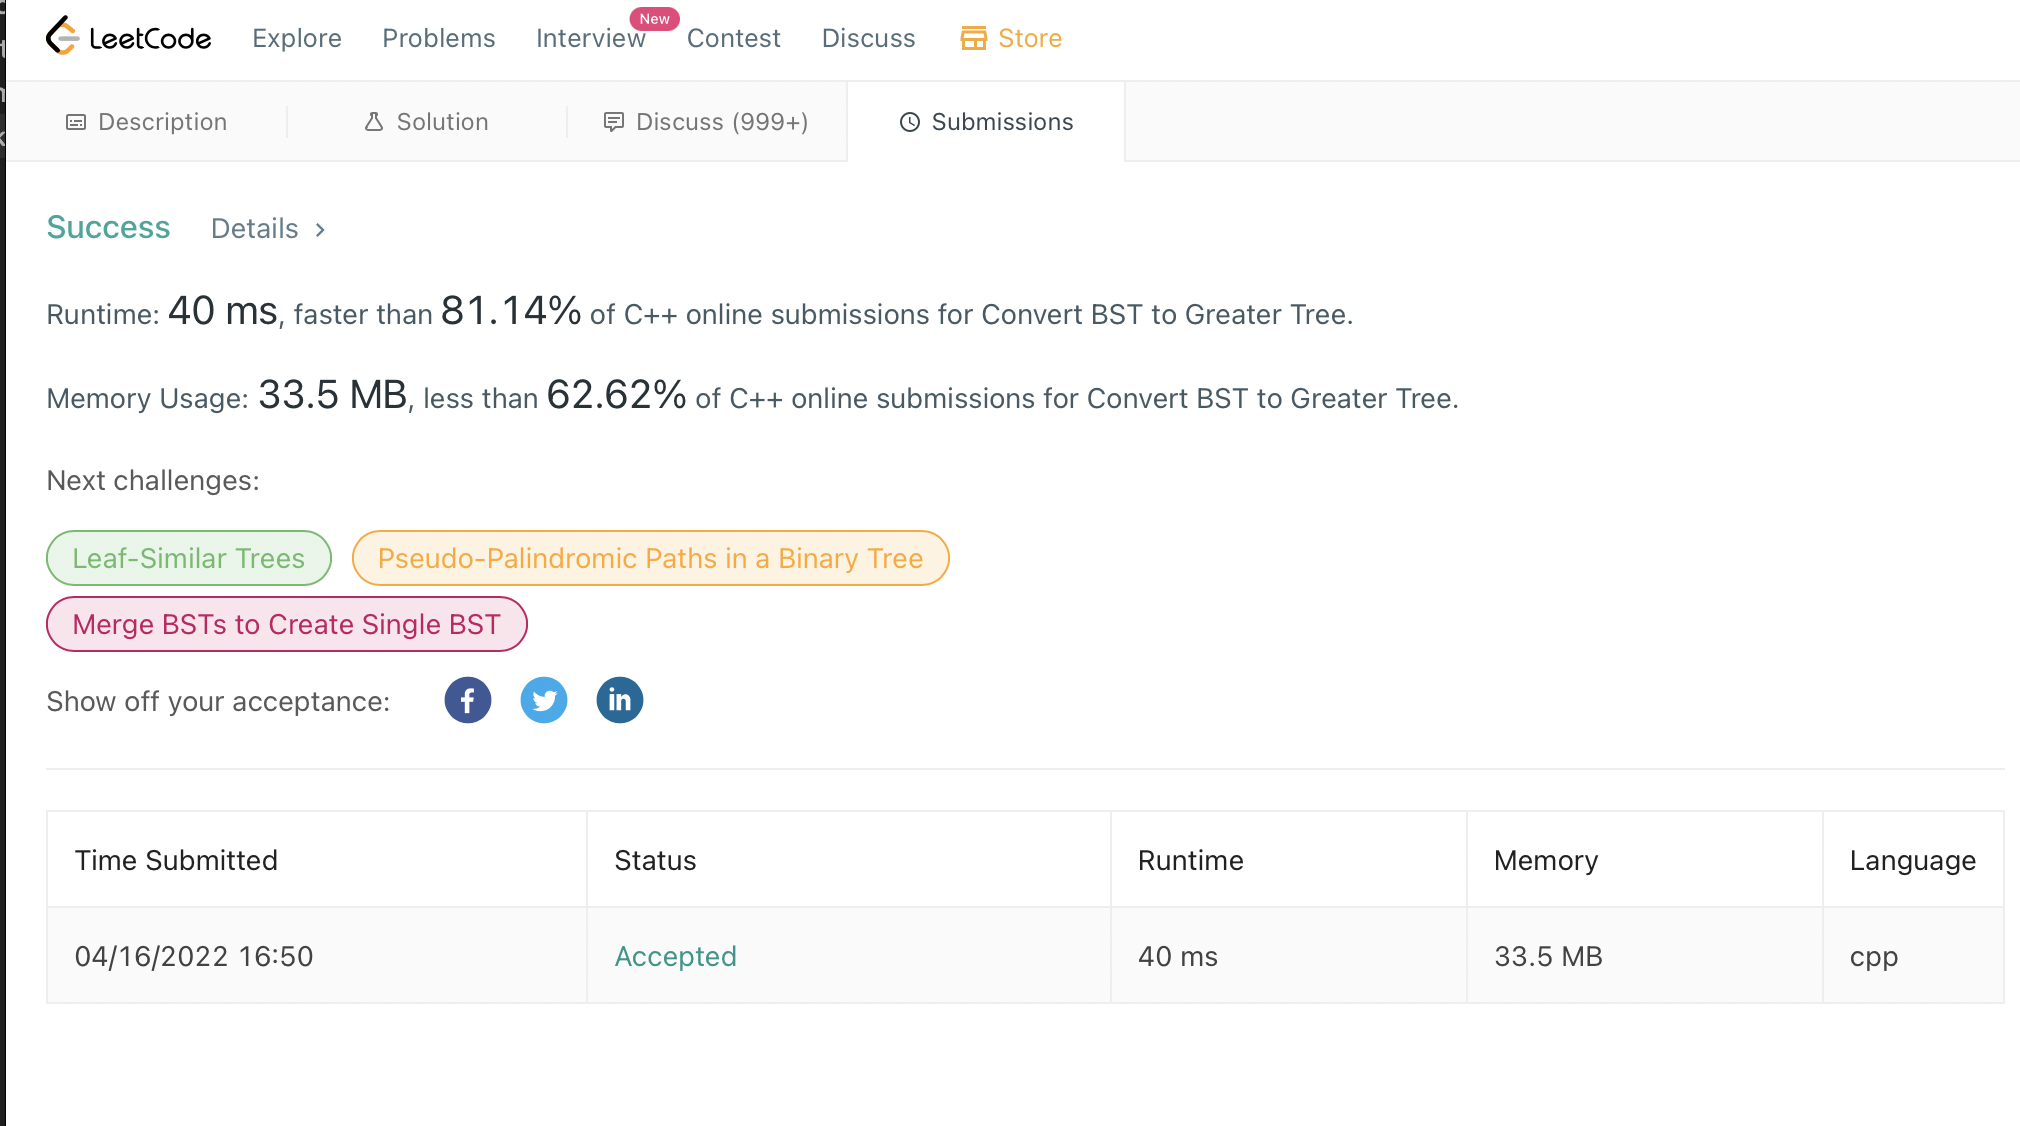 LeetCode Explore Problems Interview New Contest Discuss Store
Description Solution Discuss (999+) Submissions
Success Details >
Runtime: 40 ms, faster than 81.14% of C++ online submissions for Convert BST to Greater Tree.
Memory Usage: 33.5 MB, less than 62.62% of C++ online submissions for Convert BST to Greater Tree.
Next challenges:
Leaf-Similar Trees Pseudo-Palindromic Paths in a Binary Tree
Merge BSTs to Create Single BST
Show off your acceptance:
Time Submitted Status Runtime Memory Language
04/16/2022 16:50 Accepted 40 ms 33.5 MB cpp